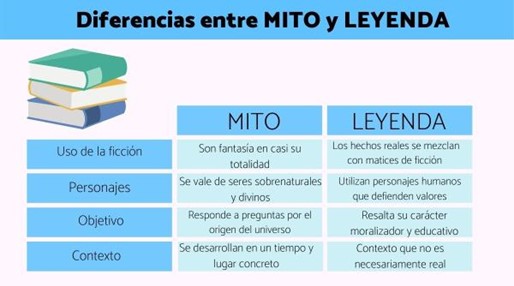 Diferencias entre MITO y LEYENDA
MITO
LEYENDA
Uso de la ficción
Son fantasía en casi su
totalidad
Los hechos reales se mezclan
con matices de ficción
Personajes
Se vale de seres sobrenaturales
y divinos
Utilizan personajes humanos
que defienden valores
Objetivo
Responde a preguntas por el
origen del universo
Resalta su carácter
moralizador y educativo
Contexto
Se desarrollan en un tiempo y
lugar concreto
Contexto que no es
necesariamente real